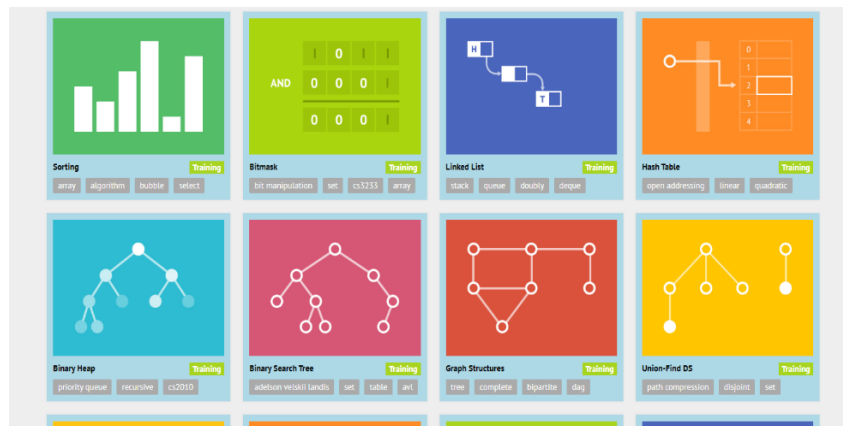 I 0 I I
AND 0 0 0 I
0 0 0 I
H
T
0
1
2
3
4
Sorting Training
array algorithm bubble select
Bitmask Training
bit manipulation set cs3233 array
Linked List Training
stack queue doubly deque
Hash Table Training
open addressing linear quadratic
Binary Heap Training
priority queue recursive cs2010
Binary Search Tree Training
adelson velskii landis set table avl
Graph Structures Training
tree complete bipartite dag
Union-Find DS Training
path compression disjoint set